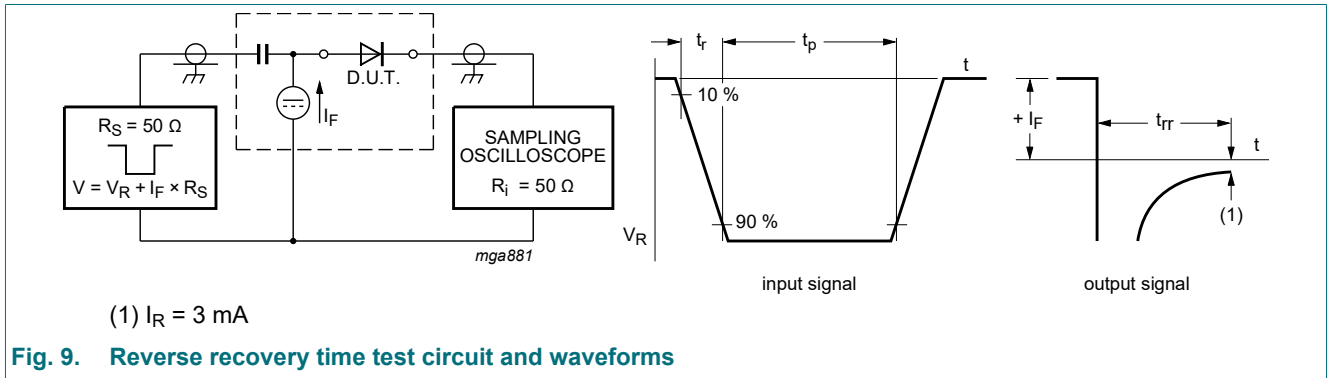 R_S = 50 Ω
V = V_R + I_F × R_S
D.U.T.
I_F
SAMPLING
OSCILLOSCOPE
R_i = 50 Ω
mga881
t_r
t_p
t
10 %
90 %
V_R
input signal
+ I_F
t_rr
t
(1)
output signal
(1) I_R = 3 mA
Fig. 9. Reverse recovery time test circuit and waveforms